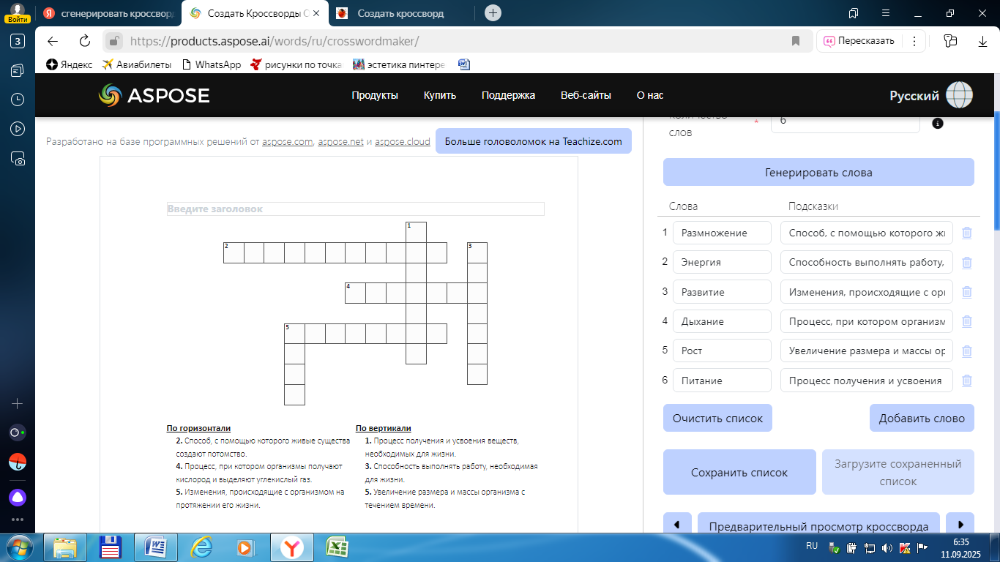 Войти
сгенерировать кроссворд
Создать Кроссворды О
Создать кроссворд
3
https://products.aspose.ai/words/ru/crosswordmaker/
Пересказать
Яндекс
Авиабилеты
WhatsApp
рисунки по точка
эстетика пинтере
ASPOSE
Продукты
Купить
Поддержка
Веб-сайты
О нас
Русский
Разработано на базе программных решений от aspose.com, aspose.net и aspose.cloud
Больше головоломок на Teachize.com
Введите заголовок
1
2
3
4
5
По горизонтали
2. Способ, с помощью которого живые существа
создают потомство.
4. Процесс, при котором организмы получают
кислород и выделяют углекислый газ.
5. Изменения, происходящие с организмом на
протяжении его жизни.
По вертикали
1. Процесс получения и усвоения веществ,
необходимых для жизни.
3. Способность выполнять работу, необходимая
для жизни.
5. Увеличение размера и массы организма с
течением времени.
Количество
слов
*
6
Генерировать слова
Слова
Подсказки
1 Размножение Способ, с помощью которого жи
2 Энергия Способность выполнять работу,
3 Развитие Изменения, происходящие с орг
4 Дыхание Процесс, при котором организм
5 Рост Увеличение размера и массы ор
6 Питание Процесс получения и усвоения
Очистить список
Добавить слово
Сохранить список
Загрузите сохраненный
список
Предварительный просмотр кроссворда
RU
6:35
11.09.2025